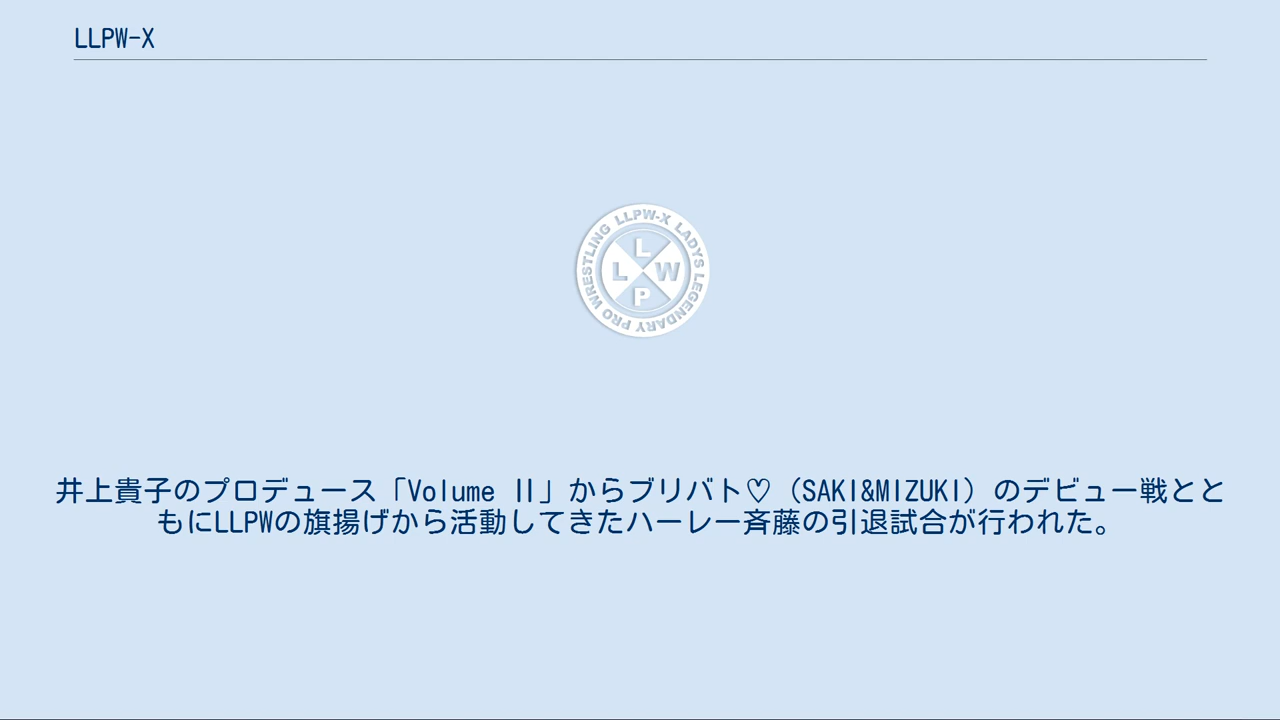 LLPW-X
LLPW-X LADYS LEGENDARY PRO WRESTLING
L
L W
P
井上貴子のプロデュース「Volume Ⅱ」からブリバト♡（SAKI&MIZUKI）のデビュー戦とと
もにLLPWの旗揚げから活動してきたハーレー斉藤の引退試合が行われた。